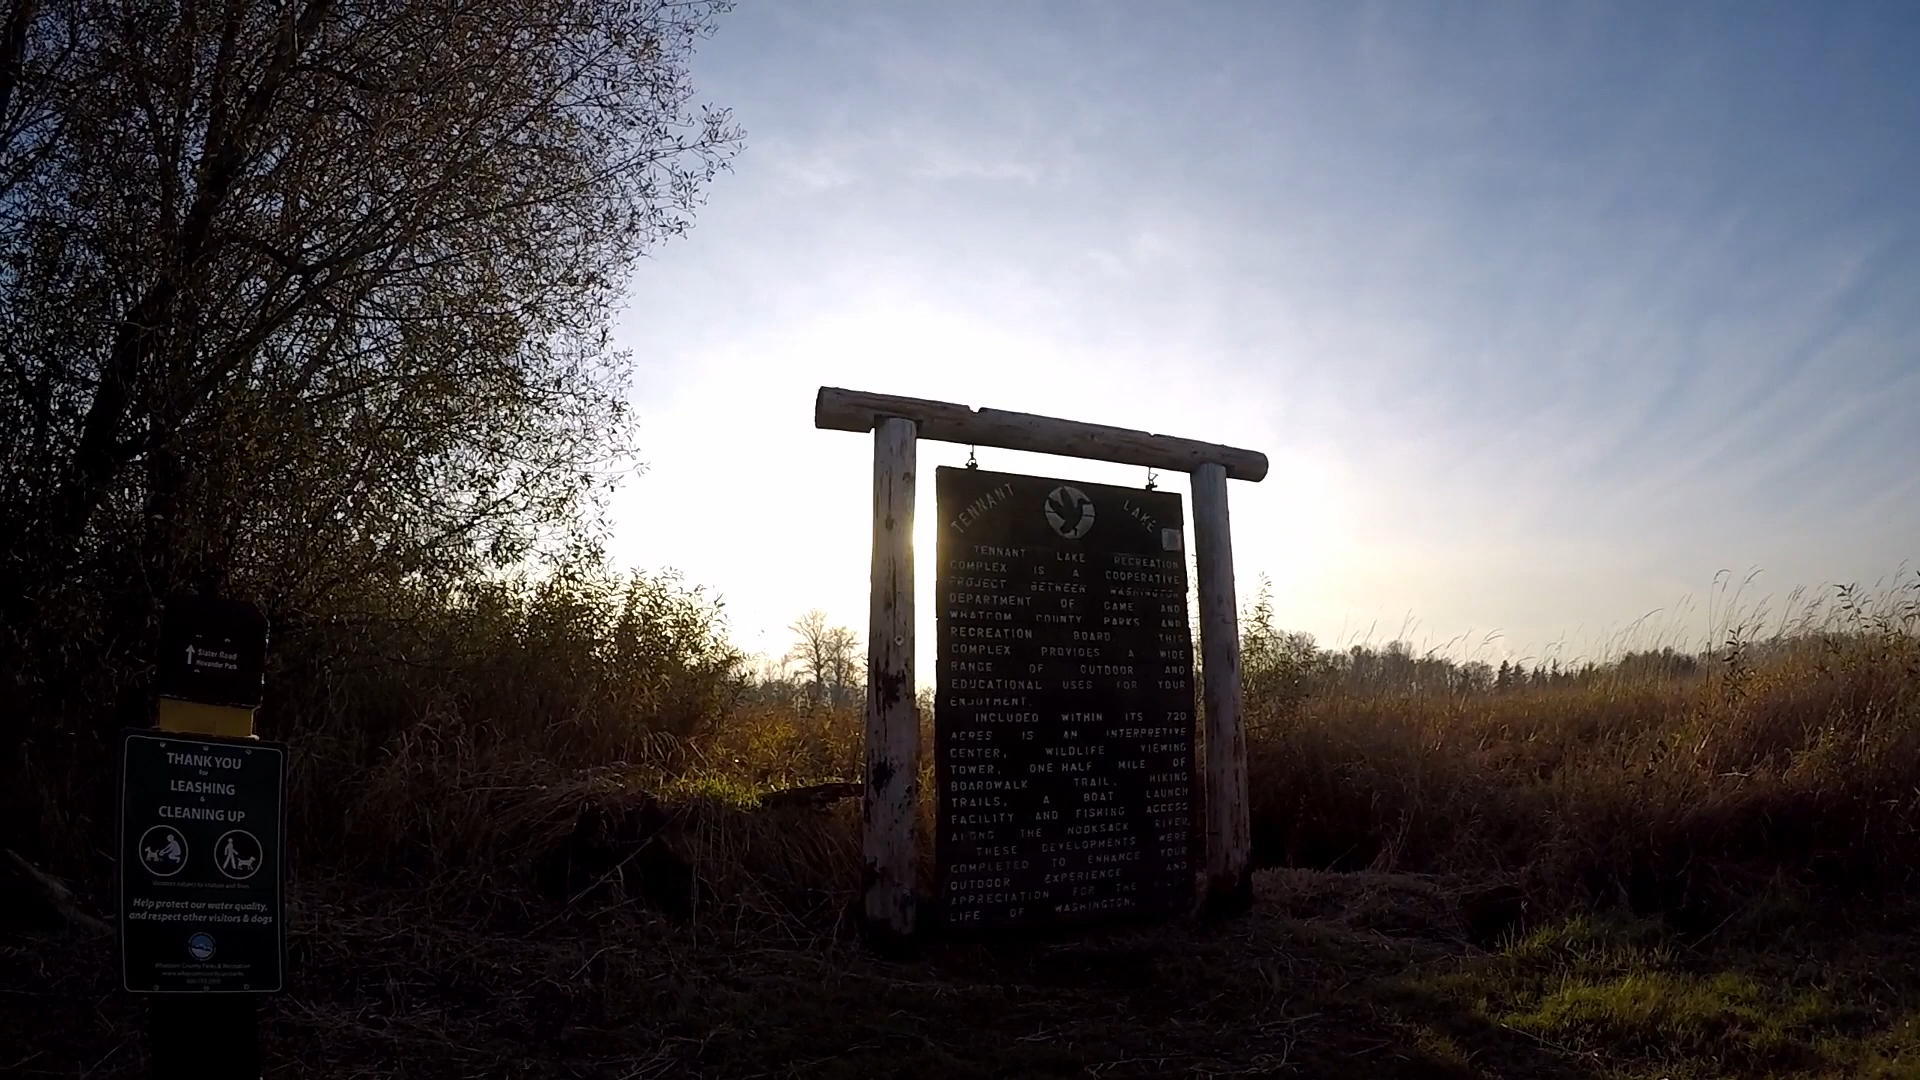 Slater Road
Hovander Park
THANK YOU
for
LEASHING
&
CLEANING UP
Help protect our water quality,
and respect other visitors & dogs
Whatcom County Parks & Recreation
TENNANT LAKE
TENNANT LAKE RECREATION
COMPLEX IS A COOPERATIVE
PROJECT BETWEEN WASHINGTON
DEPARTMENT OF GAME AND
WHATCOM COUNTY PARKS AND
RECREATION BOARD. THIS
COMPLEX PROVIDES A WIDE
RANGE OF OUTDOOR AND
EDUCATIONAL USES FOR YOUR
ENJOYMENT.
INCLUDED WITHIN ITS 720
ACRES IS AN INTERPRETIVE
CENTER, WILDLIFE VIEWING
TOWER, ONE HALF MILE OF
BOARDWALK TRAIL, HIKING
TRAILS, A BOAT LAUNCH
FACILITY AND FISHING ACCESS
ALONG THE NOOKSACK RIVER.
THESE DEVELOPMENTS WERE
COMPLETED TO ENHANCE YOUR
OUTDOOR EXPERIENCE AND
APPRECIATION FOR THE
LIFE OF WASHINGTON.